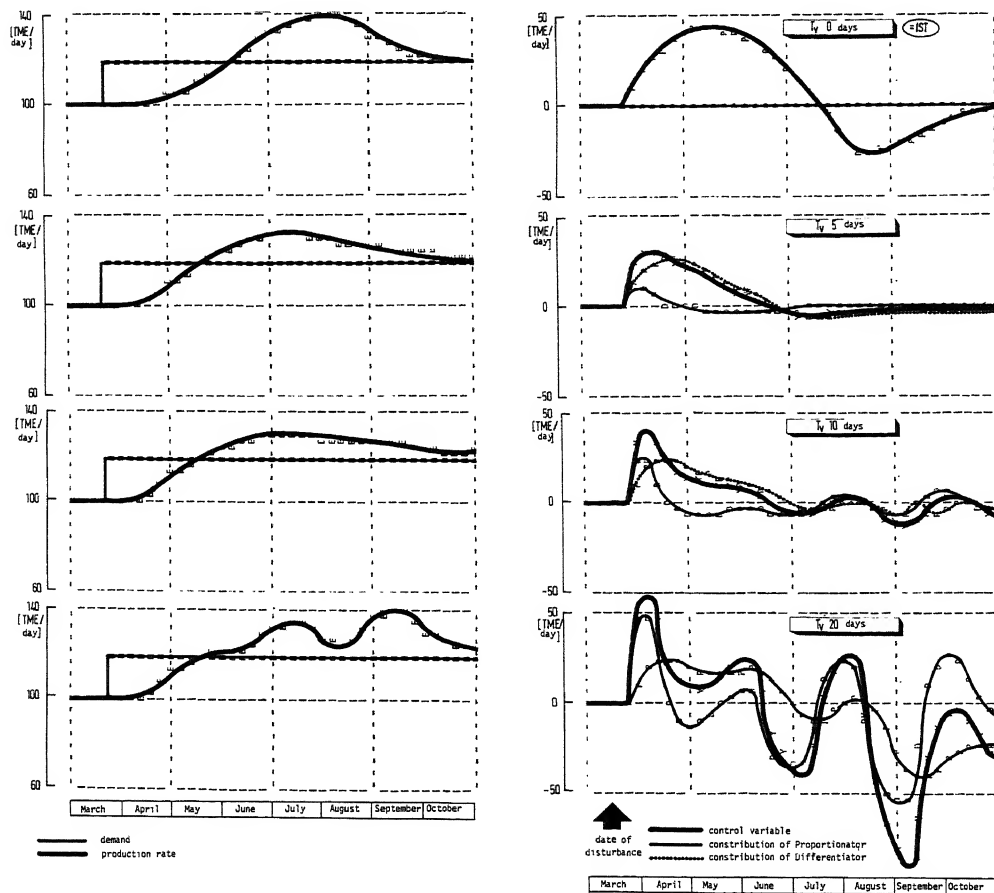 140
[TME/
day]
100
60
140
[TME/
day]
100
60
140
[TME/
day]
100
60
140
[TME/
day]
100
60
March April May June July August September October
demand
production rate
50
[TME/
day]
0
-50
Tv 0 days
=IST
50
[TME/
day]
0
-50
Tv 5 days
50
[TME/
day]
0
-50
Tv 10 days
50
[TME/
day]
0
-50
Tv 20 days
date of
disturbance
control variable
constribution of Proportionator
constribution of Differentiator
March April May June July August September October